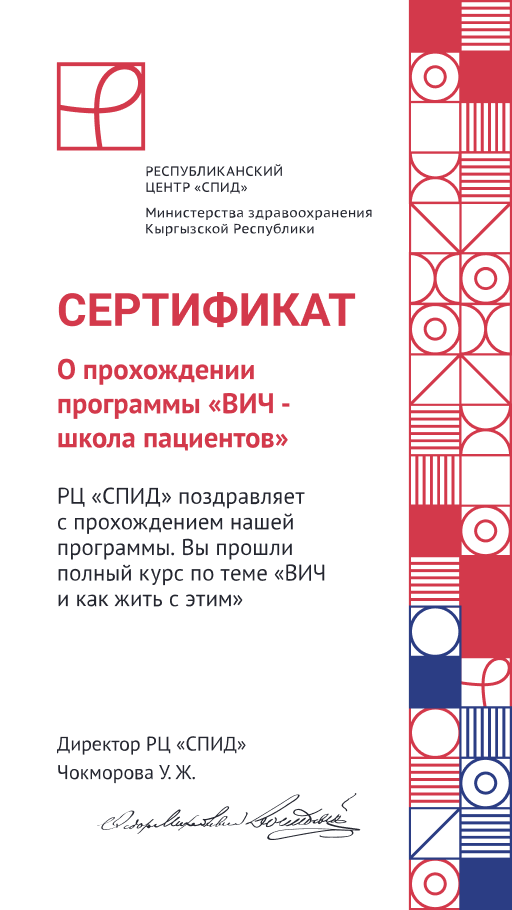 РЕСПУБЛИКАНСКИЙ
ЦЕНТР «СПИД»
Министерства здравоохранения
Кыргызской Республики
СЕРТИФИКАТ
О прохождении
программы «ВИЧ -
школа пациентов»
РЦ «СПИД» поздравляет
с прохождением нашей
программы. Вы прошли
полный курс по теме «ВИЧ
и как жить с этим»
Директор РЦ «СПИД»
Чокморова У. Ж.